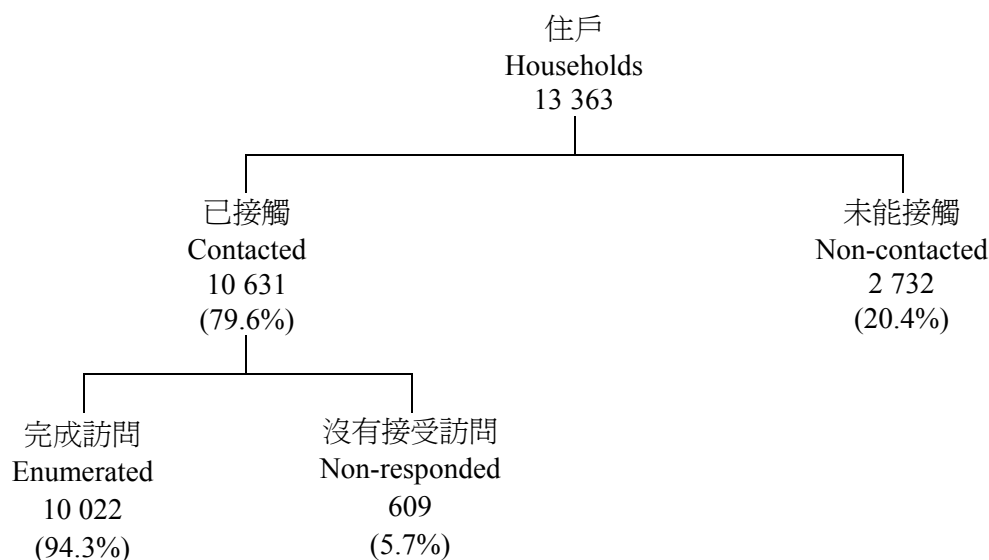 住戶
Households
13 363
已接觸
Contacted
10 631
(79.6%)
未能接觸
Non-contacted
2 732
(20.4%)
完成訪問
Enumerated
10 022
(94.3%)
沒有接受訪問
Non-responded
609
(5.7%)